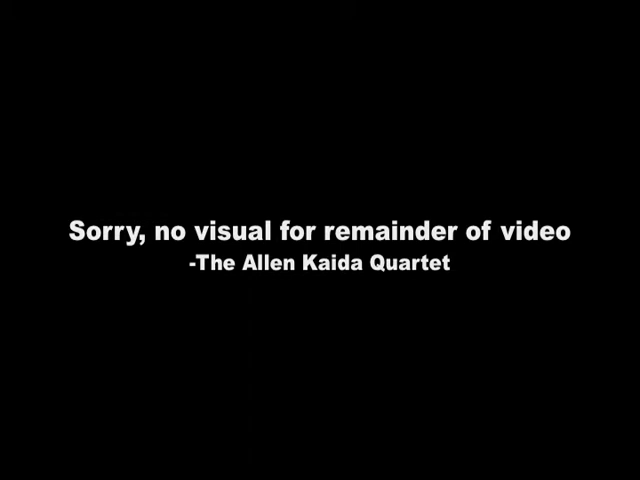 Sorry, no visual for remainder of video
-The Allen Kaida Quartet